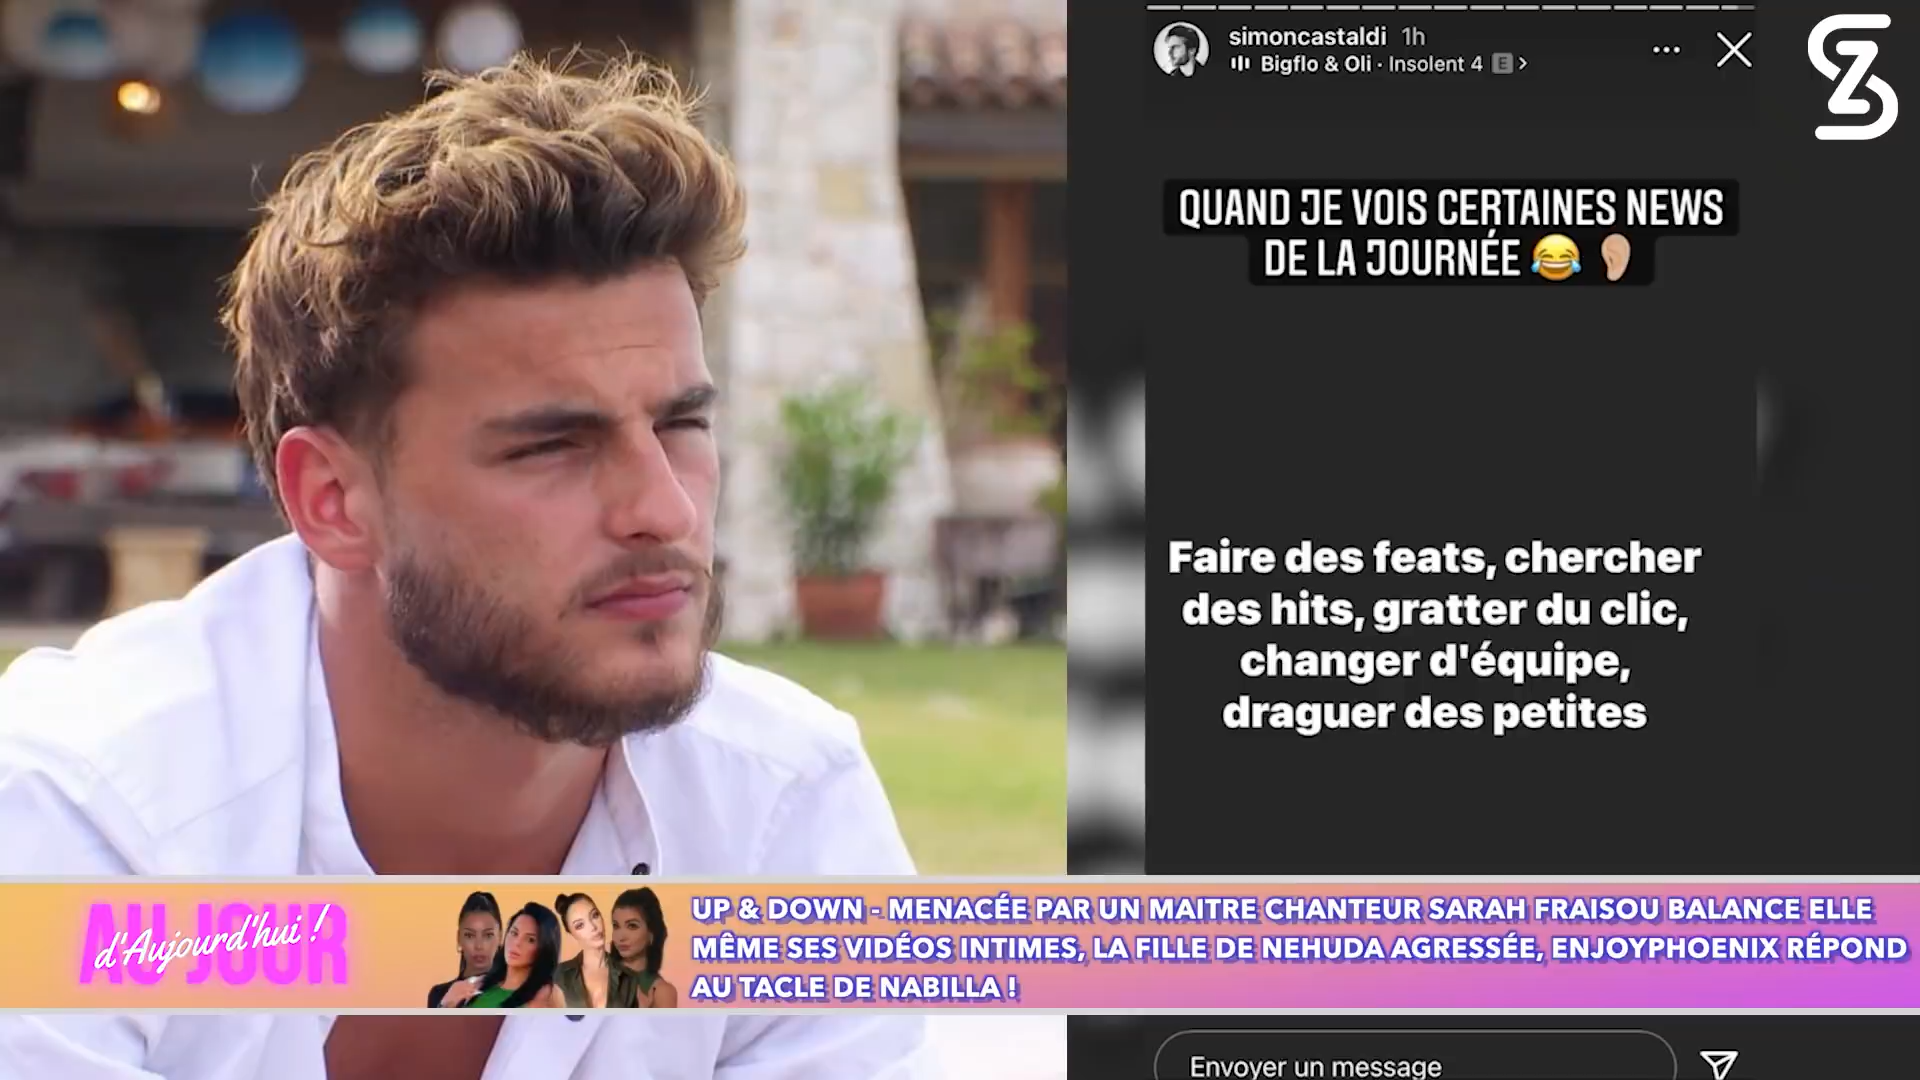 simoncastaldi 1h
Bigflo & Oli · Insolent 4 E >
QUAND JE VOIS CERTAINES NEWS
DE LA JOURNÉE 😂 👂
Faire des feats, chercher
des hits, gratter du clic,
changer d'équipe,
draguer des petites
AU JOUR
d'Aujourd'hui !
UP & DOWN - MENACÉE PAR UN MAITRE CHANTEUR SARAH FRAISOU BALANCE ELLE
MÊME SES VIDÉOS INTIMES, LA FILLE DE NEHUDA AGRESSÉE, ENJOYPHOENIX RÉPOND
AU TACLE DE NABILLA !
Envoyer un message